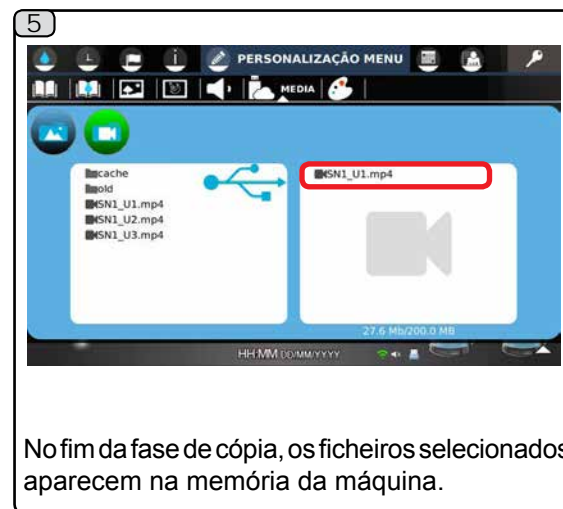 5
PERSONALIZAÇÃO MENU
MEDIA
cache
old
SN1_U1.mp4
SN1_U2.mp4
SN1_U3.mp4
SN1_U1.mp4
27.6 Mb/200.0 MB
HH:MM DD/MM/YYYY
No fim da fase de cópia, os ficheiros selecionados
aparecem na memória da máquina.